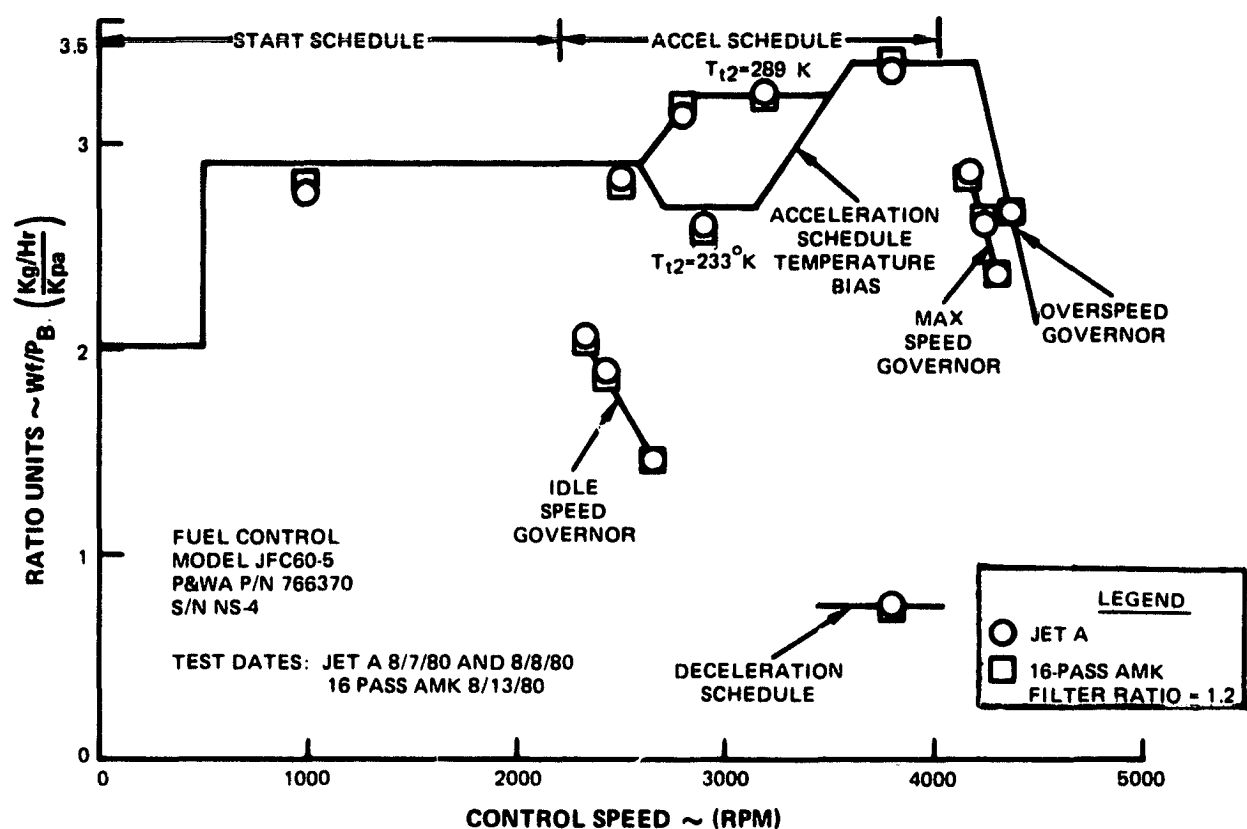 START SCHEDULE
ACCEL SCHEDULE
3.5
3
2
1
0
RATIO UNITS ~ Wf/PB. (Kg/Hr
Kpa)
Tt2=289 K
Tt2=233°K
ACCELERATION
SCHEDULE
TEMPERATURE
BIAS
MAX
SPEED
GOVERNOR
OVERSPEED
GOVERNOR
IDLE
SPEED
GOVERNOR
FUEL CONTROL
MODEL JFC60-5
P&WA P/N 766370
S/N NS-4
TEST DATES: JET A 8/7/80 AND 8/8/80
16 PASS AMK 8/13/80
DECELERATION
SCHEDULE
LEGEND
JET A
16-PASS AMK
FILTER RATIO = 1.2
0 1000 2000 3000 4000 5000
CONTROL SPEED ~ (RPM)